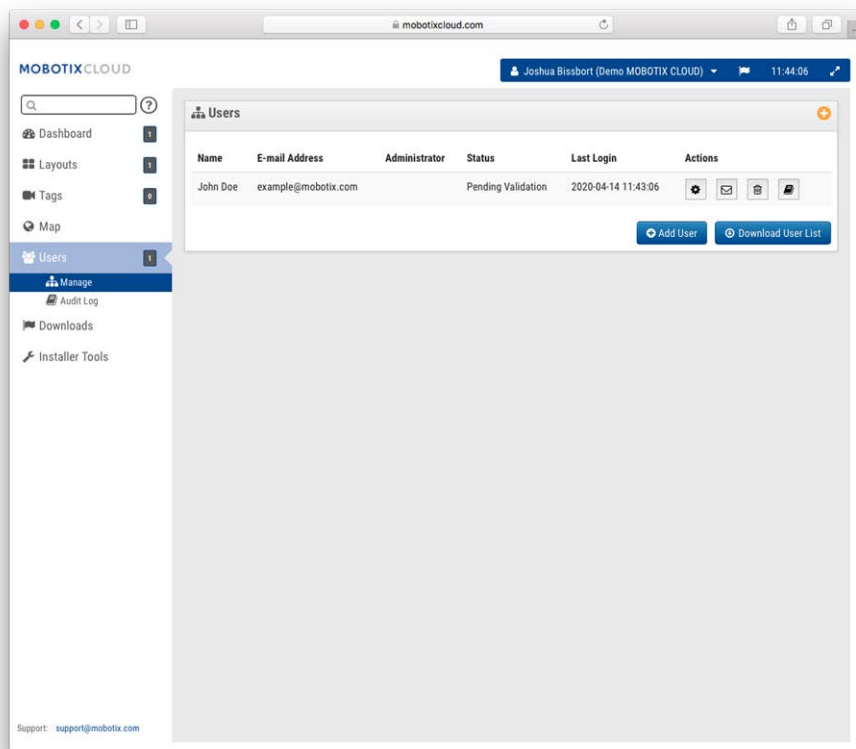 mobotixcloud.com
MOBOTIXCLOUD
Joshua Bissbort (Demo MOBOTIX CLOUD) 11:44:06
?
Dashboard 1
Layouts 1
Tags 0
Map
Users 1
Manage
Audit Log
Downloads
Installer Tools
Users
Name E-mail Address Administrator Status Last Login Actions
John Doe example@mobotix.com Pending Validation 2020-04-14 11:43:06
Add User Download User List
Support: support@mobotix.com